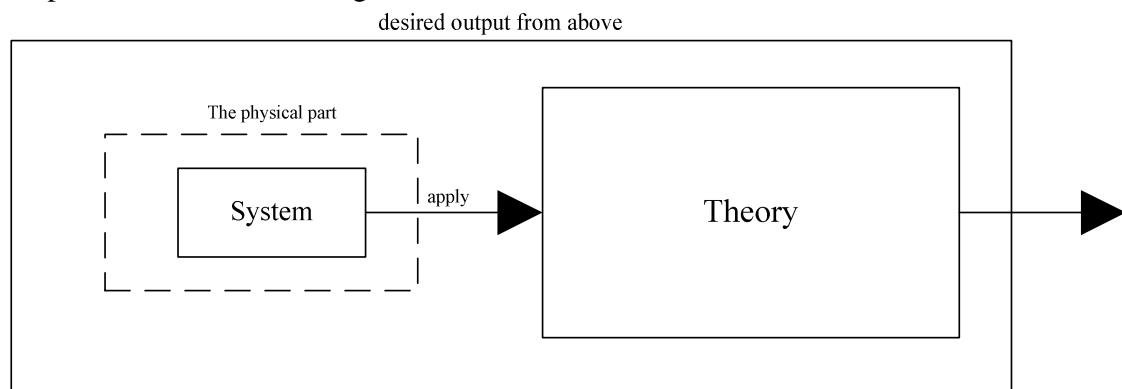 desired output from above
The physical part
System
apply
Theory